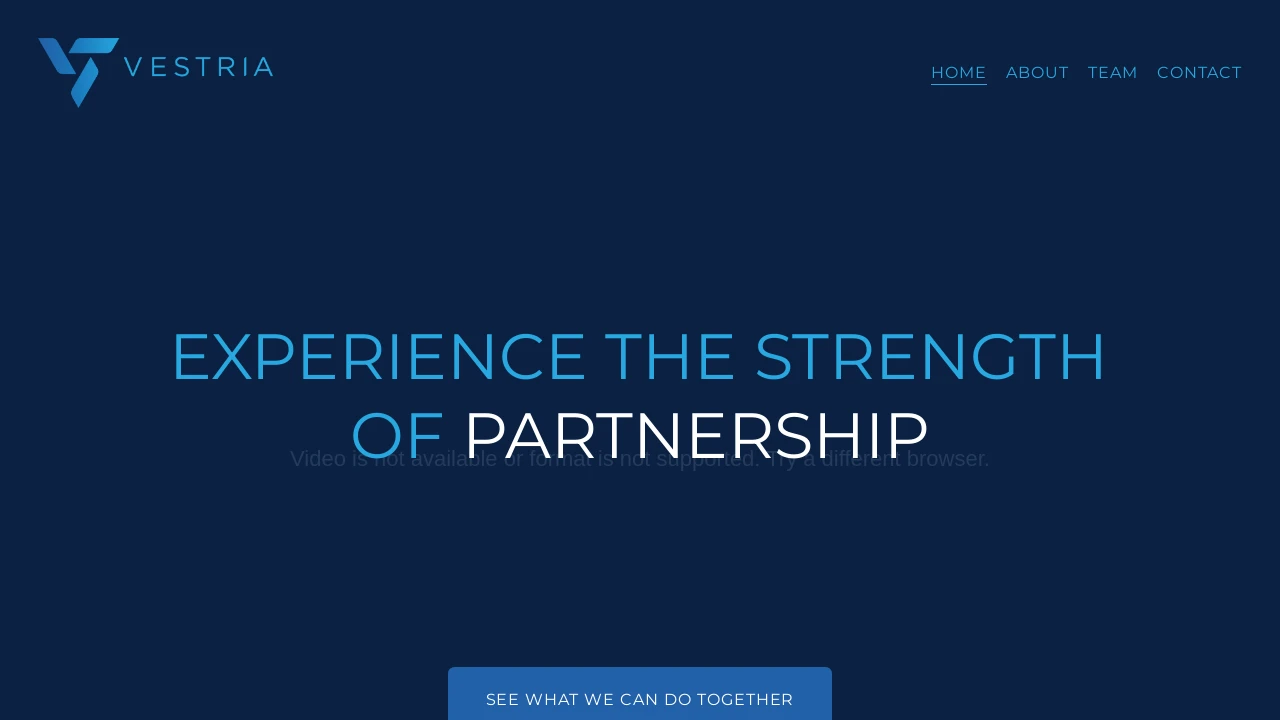 VESTRIA
HOME ABOUT TEAM CONTACT
EXPERIENCE THE STRENGTH
OF PARTNERSHIP
Video is not available or format is not supported. Try a different browser.
SEE WHAT WE CAN DO TOGETHER